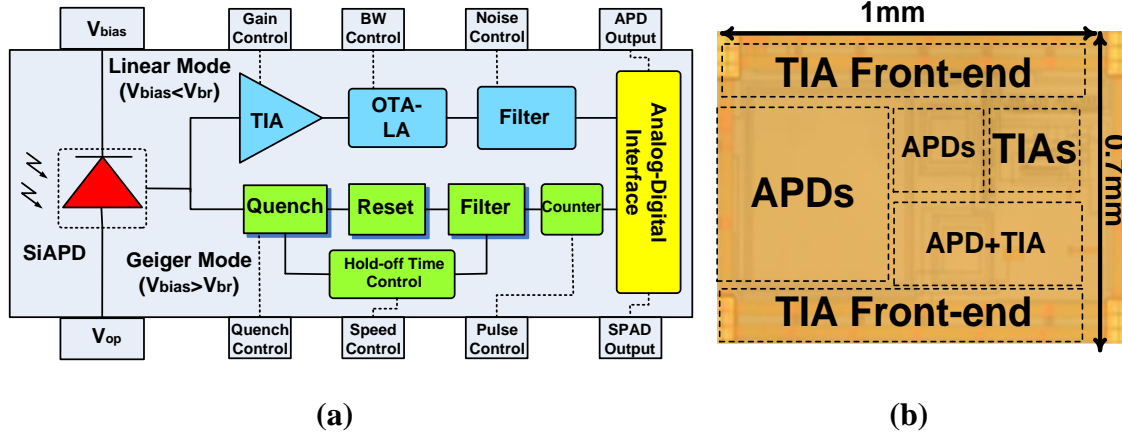 V_bias
Gain
Control
BW
Control
Noise
Control
APD
Output
Linear Mode
(Vbias<Vbr)
TIA
OTA-
LA
Filter
Analog-Digital
Interface
SiAPD
Quench
Reset
Filter
Counter
Geiger Mode
(Vbias>Vbr)
Hold-off Time
Control
V_op
Quench
Control
Speed
Control
Pulse
Control
SPAD
Output
(a)
1mm
TIA Front-end
APDs
APDs
TIAs
APD+TIA
0.7mm
TIA Front-end
(b)